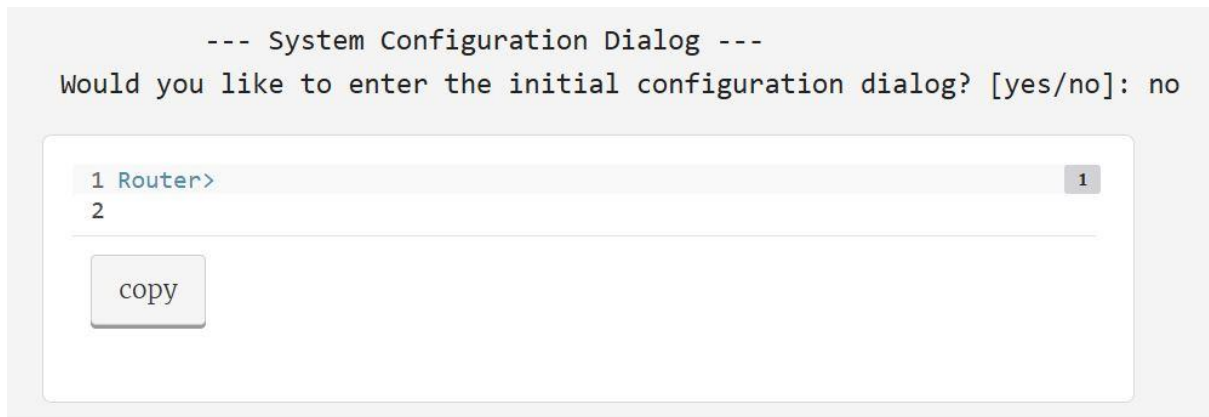 --- System Configuration Dialog ---
Would you like to enter the initial configuration dialog? [yes/no]: no
1 Router> 1
2
copy